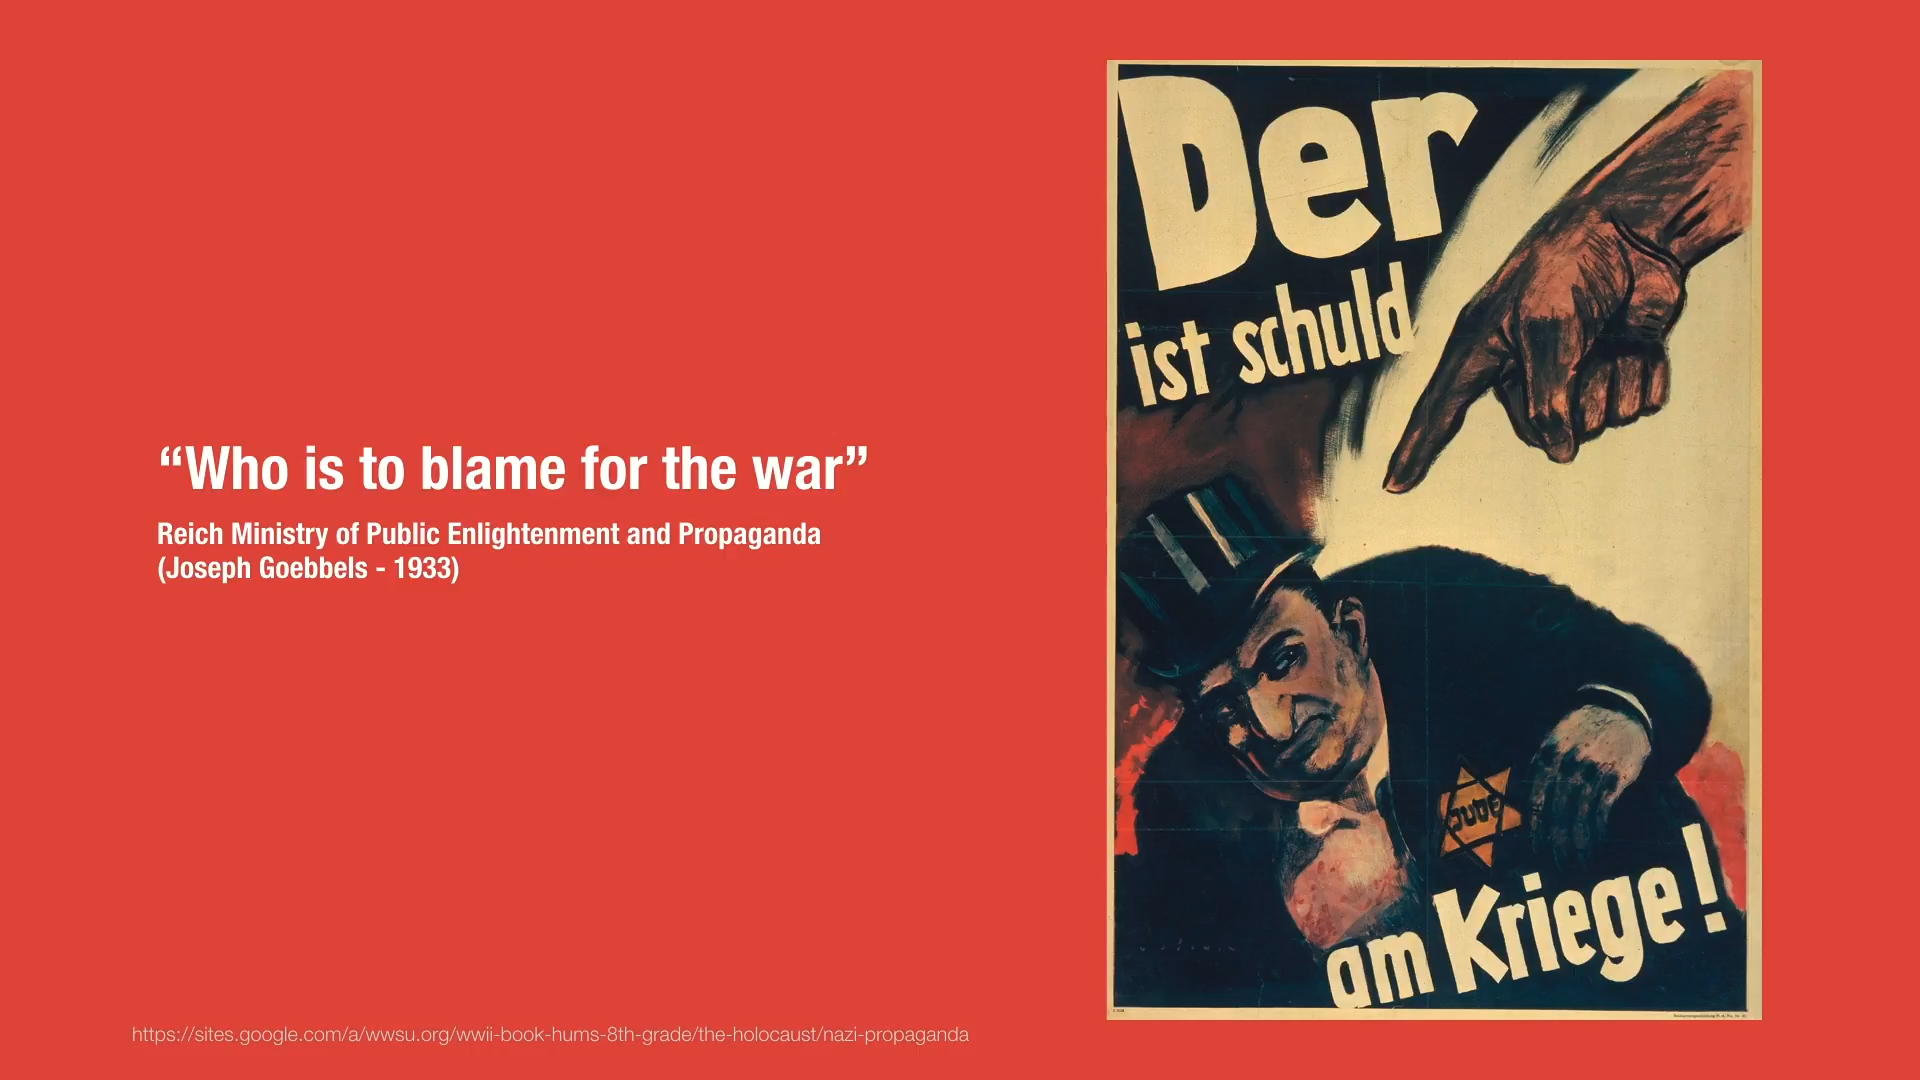 “Who is to blame for the war”
Reich Ministry of Public Enlightenment and Propaganda
(Joseph Goebbels - 1933)
https://sites.google.com/a/wwsu.org/wwii-book-hums-8th-grade/the-holocaust/nazi-propaganda
Der
ist schuld
Jude
am Kriege!